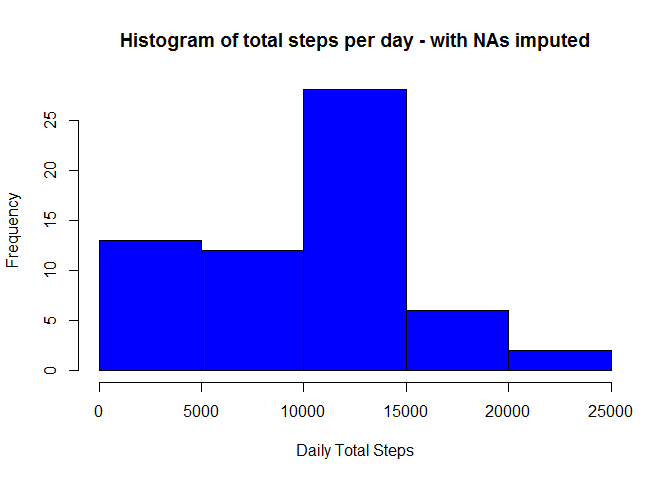 Histogram of total steps per day - with NAs imputed
Frequency
25
20
15
10
5
0
0 5000 10000 15000 20000 25000
Daily Total Steps